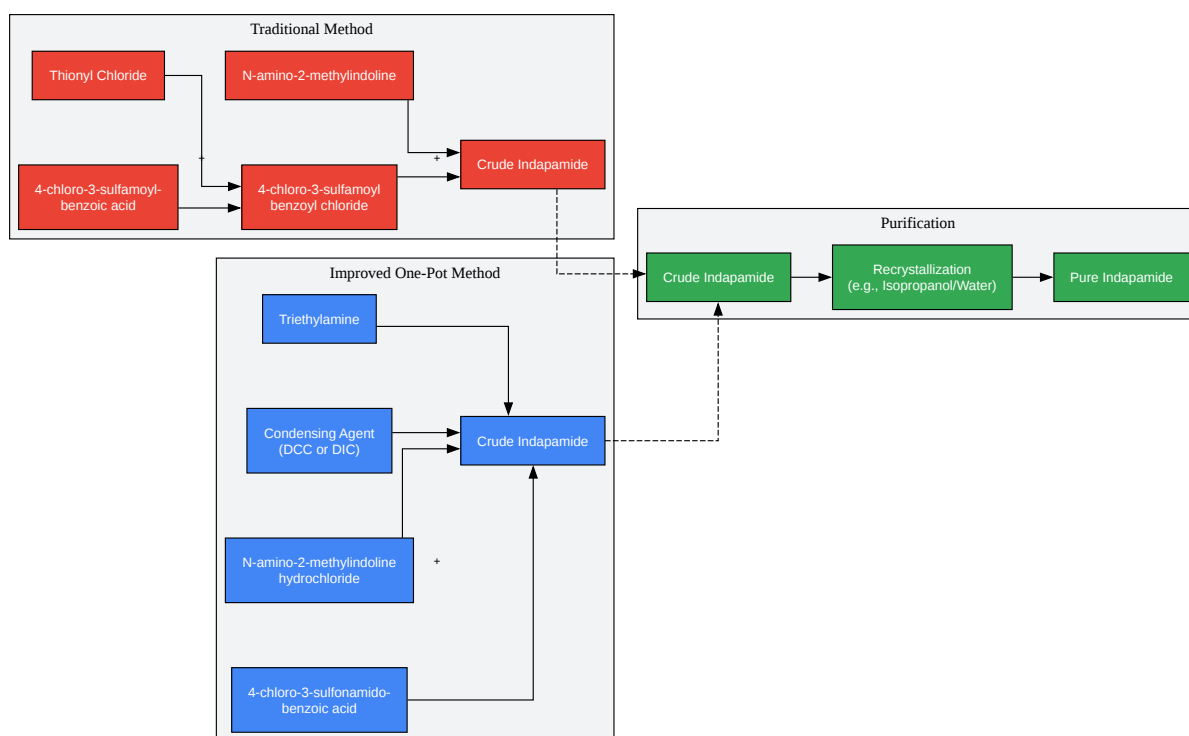 Traditional Method
Thionyl Chloride
N-amino-2-methylindoline
+
+
Crude Indapamide
4-chloro-3-sulfamoyl-
benzoic acid
4-chloro-3-sulfamoyl
benzoyl chloride
Purification
Crude Indapamide
Recrystallization
(e.g., Isopropanol/Water)
Pure Indapamide
Improved One-Pot Method
Triethylamine
Condensing Agent
(DCC or DIC)
Crude Indapamide
N-amino-2-methylindoline
hydrochloride
+
4-chloro-3-sulfonamido-
benzoic acid